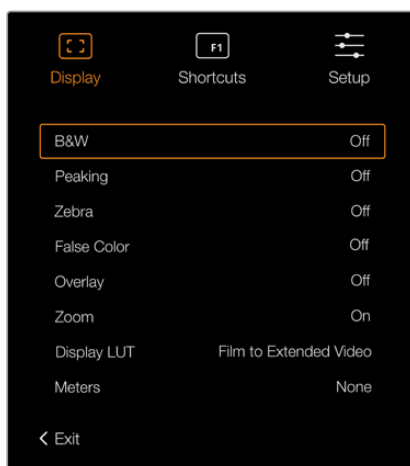 F1
Display Shortcuts Setup
B&W Off
Peaking Off
Zebra Off
False Color Off
Overlay Off
Zoom On
Display LUT Film to Extended Video
Meters None
Exit